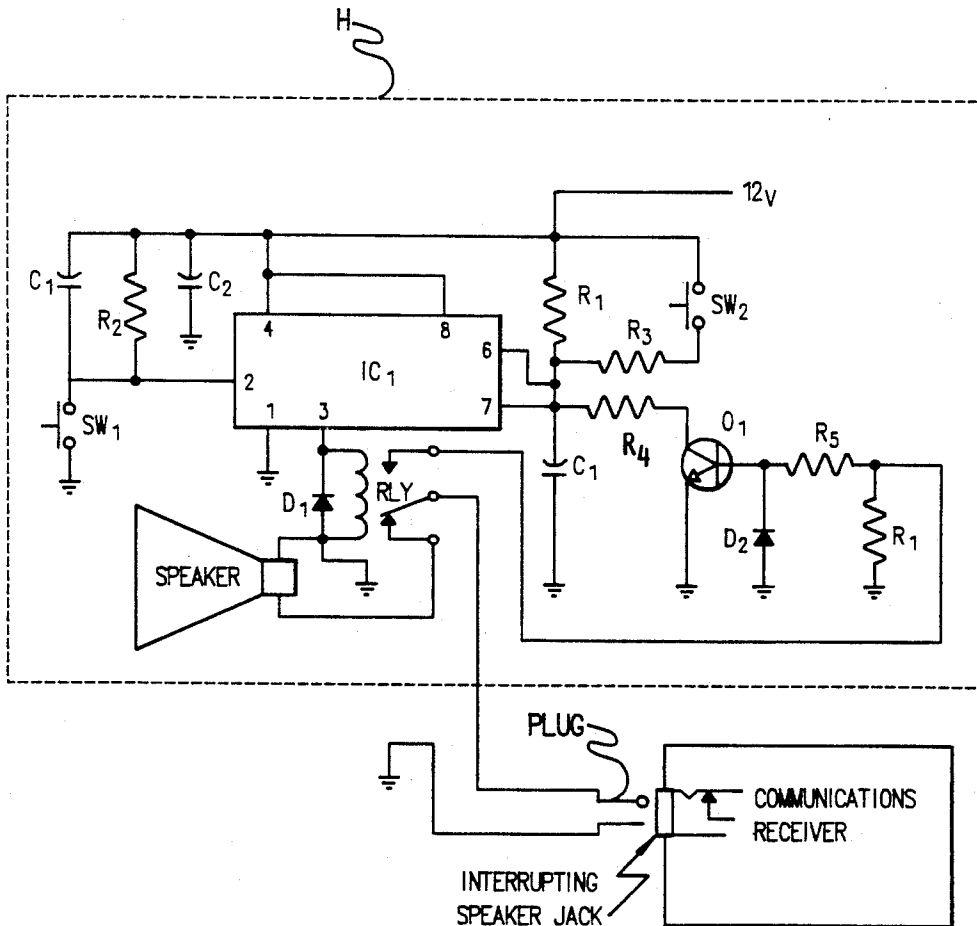 H
12V
C1
R2
C2
4
8
R1
SW2
R3
6
2
IC1
7
SW1
1
3
R4
O1
R5
D1
RLY
C1
D2
R1
SPEAKER
PLUG
COMMUNICATIONS
RECEIVER
INTERRUPTING
SPEAKER JACK